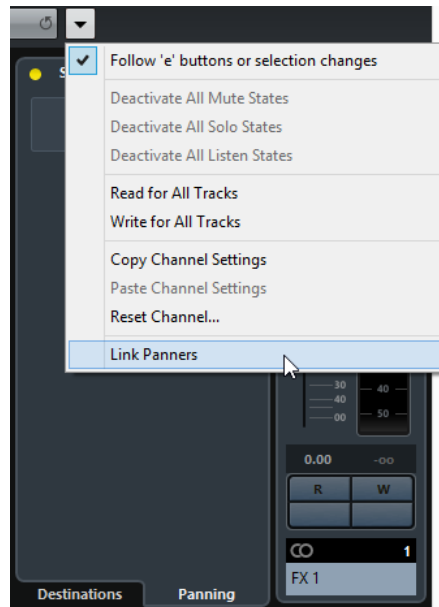 S
Follow 'e' buttons or selection changes
Deactivate All Mute States
Deactivate All Solo States
Deactivate All Listen States
Read for All Tracks
Write for All Tracks
Copy Channel Settings
Paste Channel Settings
Reset Channel...
Link Panners
30
40
40
00
50
0.00
-oo
R
W
1
FX 1
Destinations
Panning